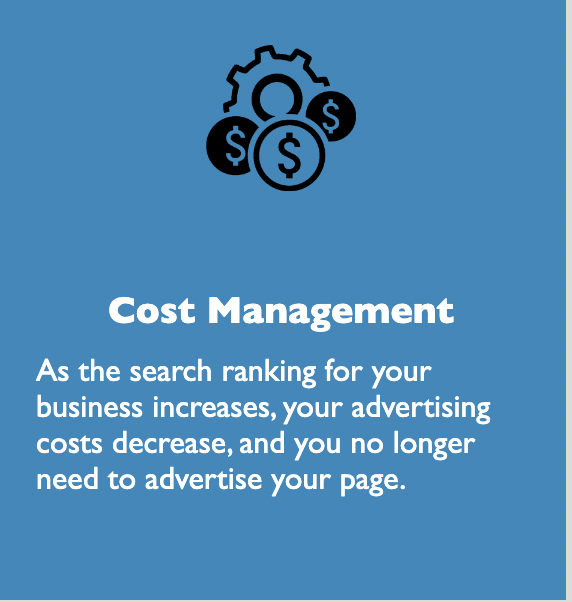 $
$
$
Cost Management
As the search ranking for your
business increases, your advertising
costs decrease, and you no longer
need to advertise your page.